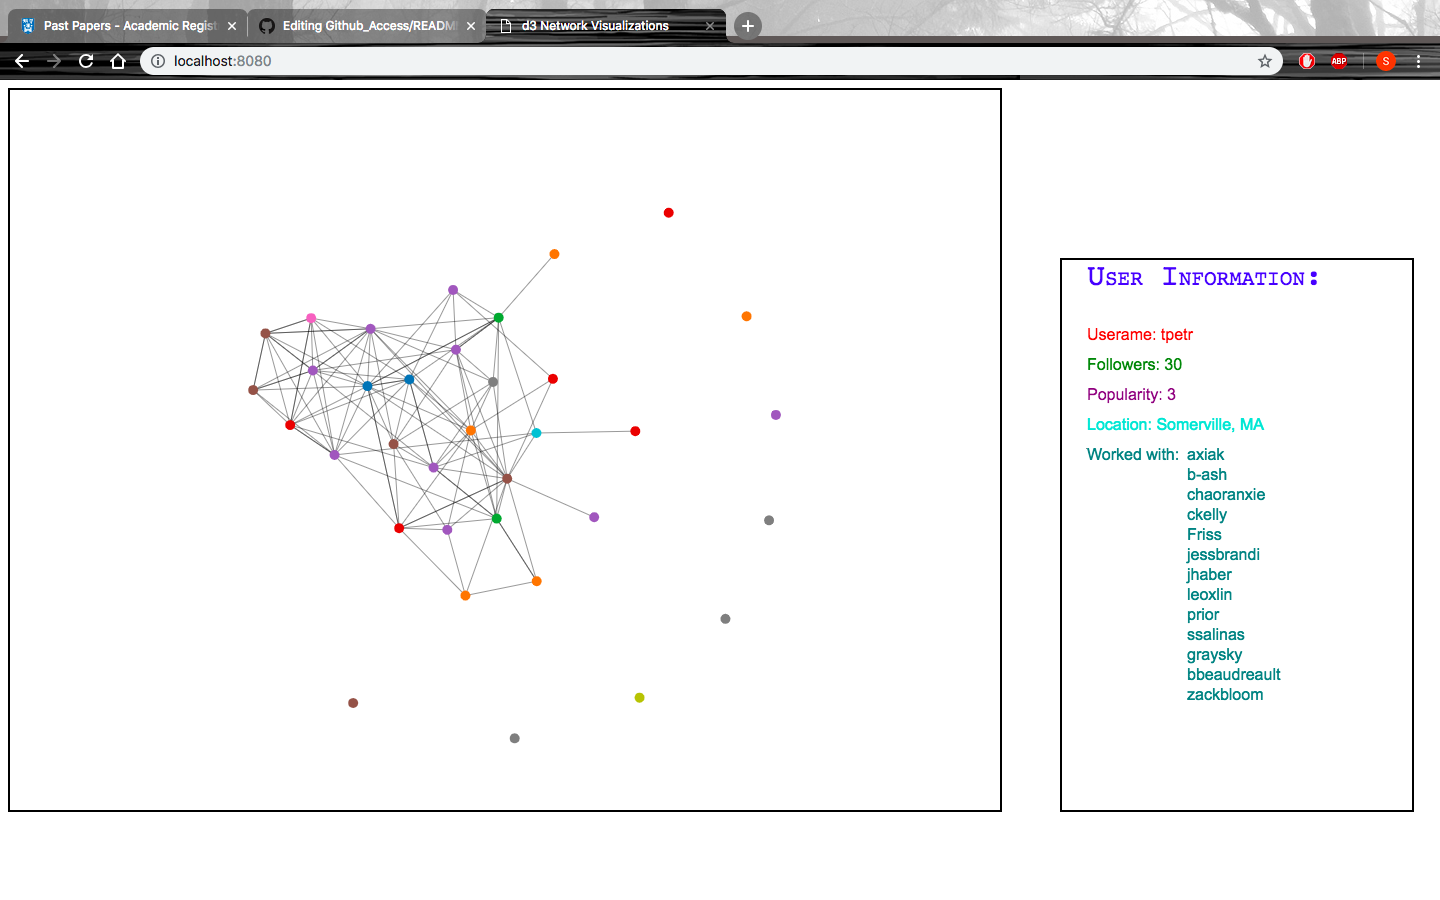 Past Papers - Academic Regist
Editing Github_Access/READM
d3 Network Visualizations
localhost:8080
ABP
S
User Information:
Userame: tpetr
Followers: 30
Popularity: 3
Location: Somerville, MA
Worked with: axiak
b-ash
chaoranxie
ckelly
Friss
jessbrandi
jhaber
leoxlin
prior
ssalinas
graysky
bbeaudreault
zackbloom